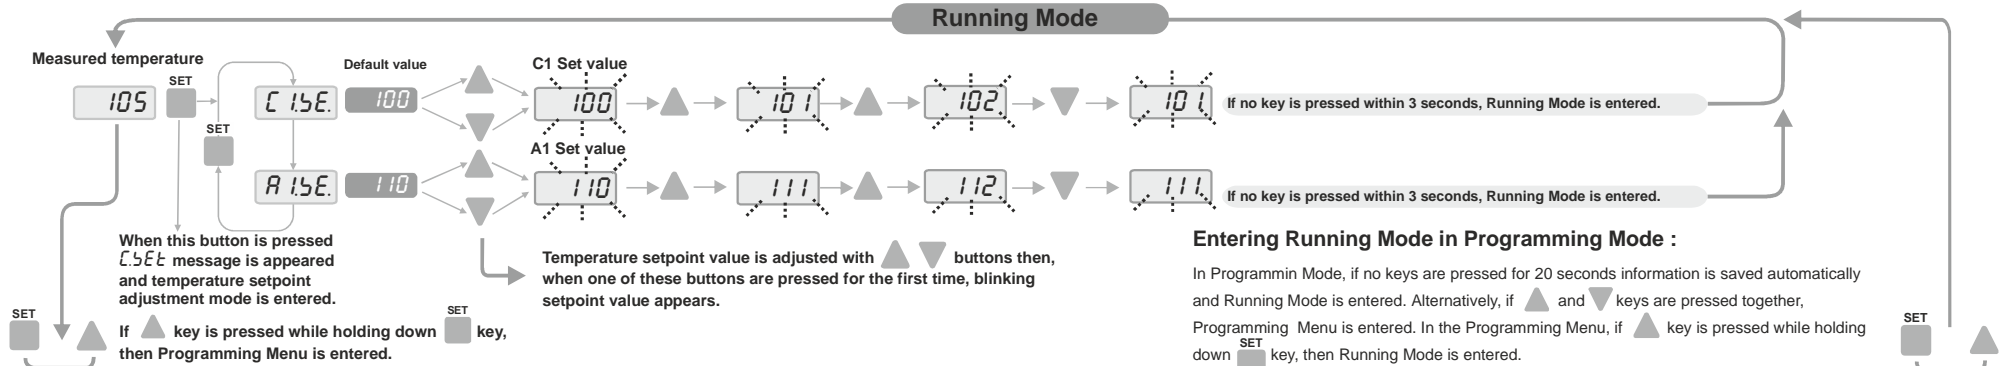 Running Mode
Measured temperature
SET
105
SET
C1.SE.
Default value
100
C1 Set value
100
101
102
101
If no key is pressed within 3 seconds, Running Mode is entered.
A1.SE.
110
A1 Set value
110
111
112
111
If no key is pressed within 3 seconds, Running Mode is entered.
When this button is pressed
C.SEt message is appeared
and temperature setpoint
adjustment mode is entered.
Temperature setpoint value is adjusted with buttons then,
when one of these buttons are pressed for the first time, blinking
setpoint value appears.
SET
If key is pressed while holding down SET key,
then Programming Menu is entered.
Entering Running Mode in Programming Mode :
In Programmin Mode, if no keys are pressed for 20 seconds information is saved automatically
and Running Mode is entered. Alternatively, if and keys are pressed together,
Programming Menu is entered. In the Programming Menu, if key is pressed while holding
down SET key, then Running Mode is entered.
SET